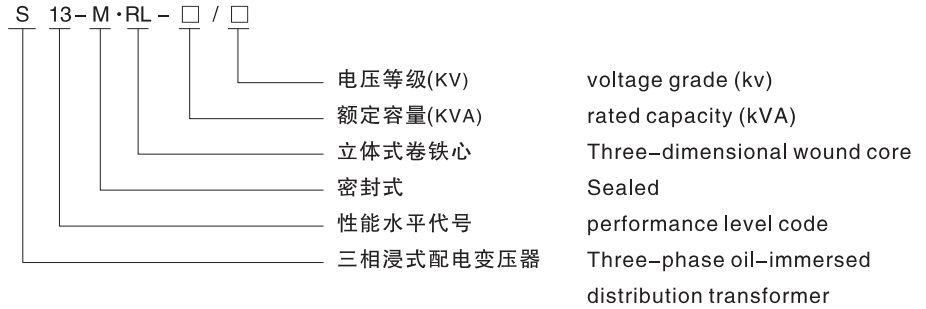 S 13-M·RL-□/□
电压等级(KV) voltage grade (kv)
额定容量(KVA) rated capacity (kVA)
立体式卷铁心 Three-dimensional wound core
密封式 Sealed
性能水平代号 performance level code
三相浸式配电变压器 Three-phase oil-immersed
distribution transformer